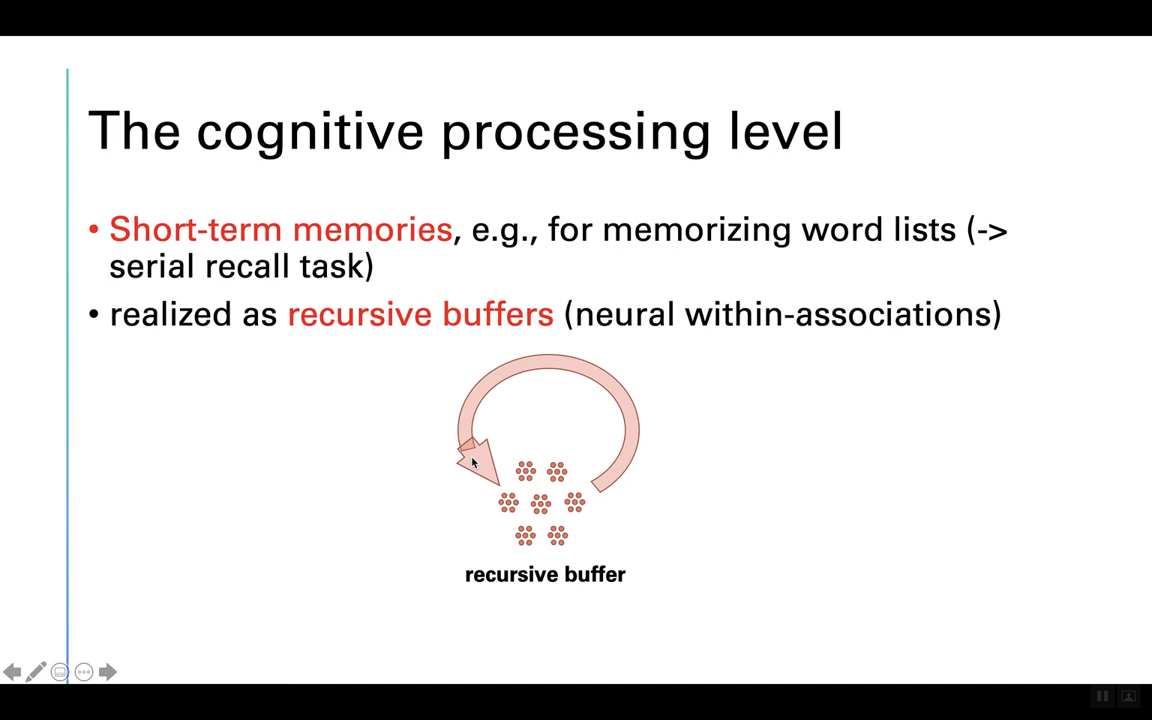 The cognitive processing level
• Short-term memories, e.g., for memorizing word lists (->
serial recall task)
• realized as recursive buffers (neural within-associations)
recursive buffer